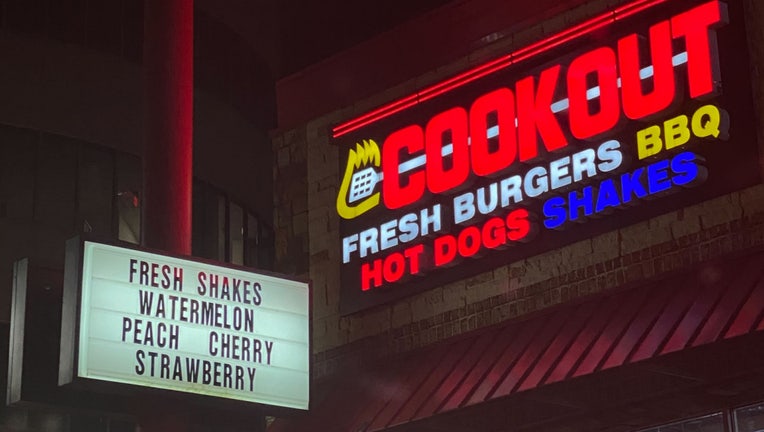 COOKOUT
FRESH BURGERS BBQ
HOT DOGS SHAKES
FRESH SHAKES
WATERMELON
PEACH CHERRY
STRAWBERRY